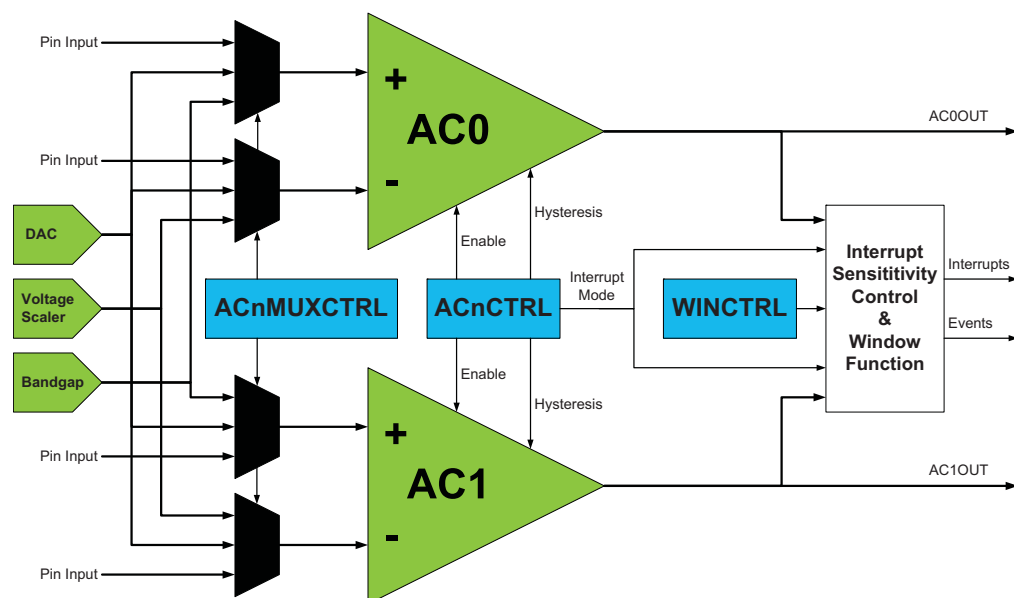 Pin Input
+
AC0
-
AC0OUT
Pin Input
Hysteresis
Enable
DAC
Voltage
Scaler
Bandgap
ACnMUXCTRL
ACnCTRL
Interrupt
Mode
WINCTRL
Interrupt
Sensititivity
Control
&
Window
Function
Interrupts
Events
Enable
Hysteresis
+
AC1
-
Pin Input
AC1OUT
Pin Input